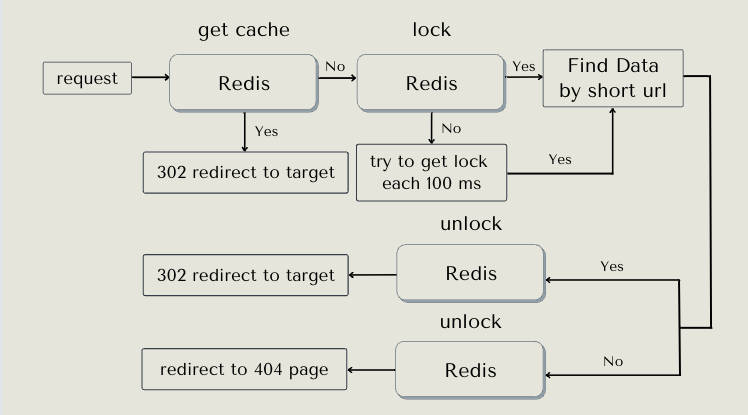 get cache
lock
request
Redis
No
Redis
Yes
Find Data
by short url
Yes
No
302 redirect to target
try to get lock
each 100 ms
Yes
unlock
302 redirect to target
Redis
Yes
unlock
redirect to 404 page
Redis
No